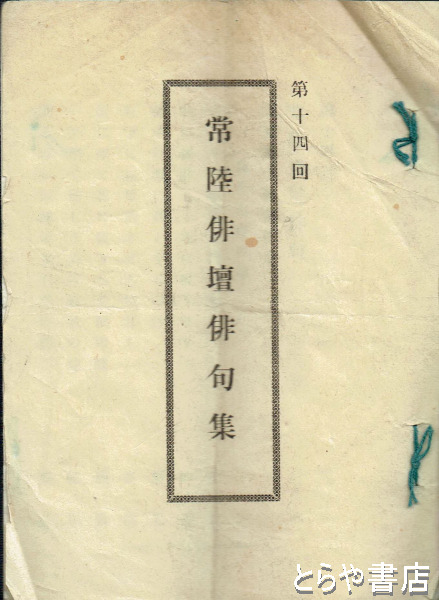 第十四回
常陸俳壇俳句集
とらや書店